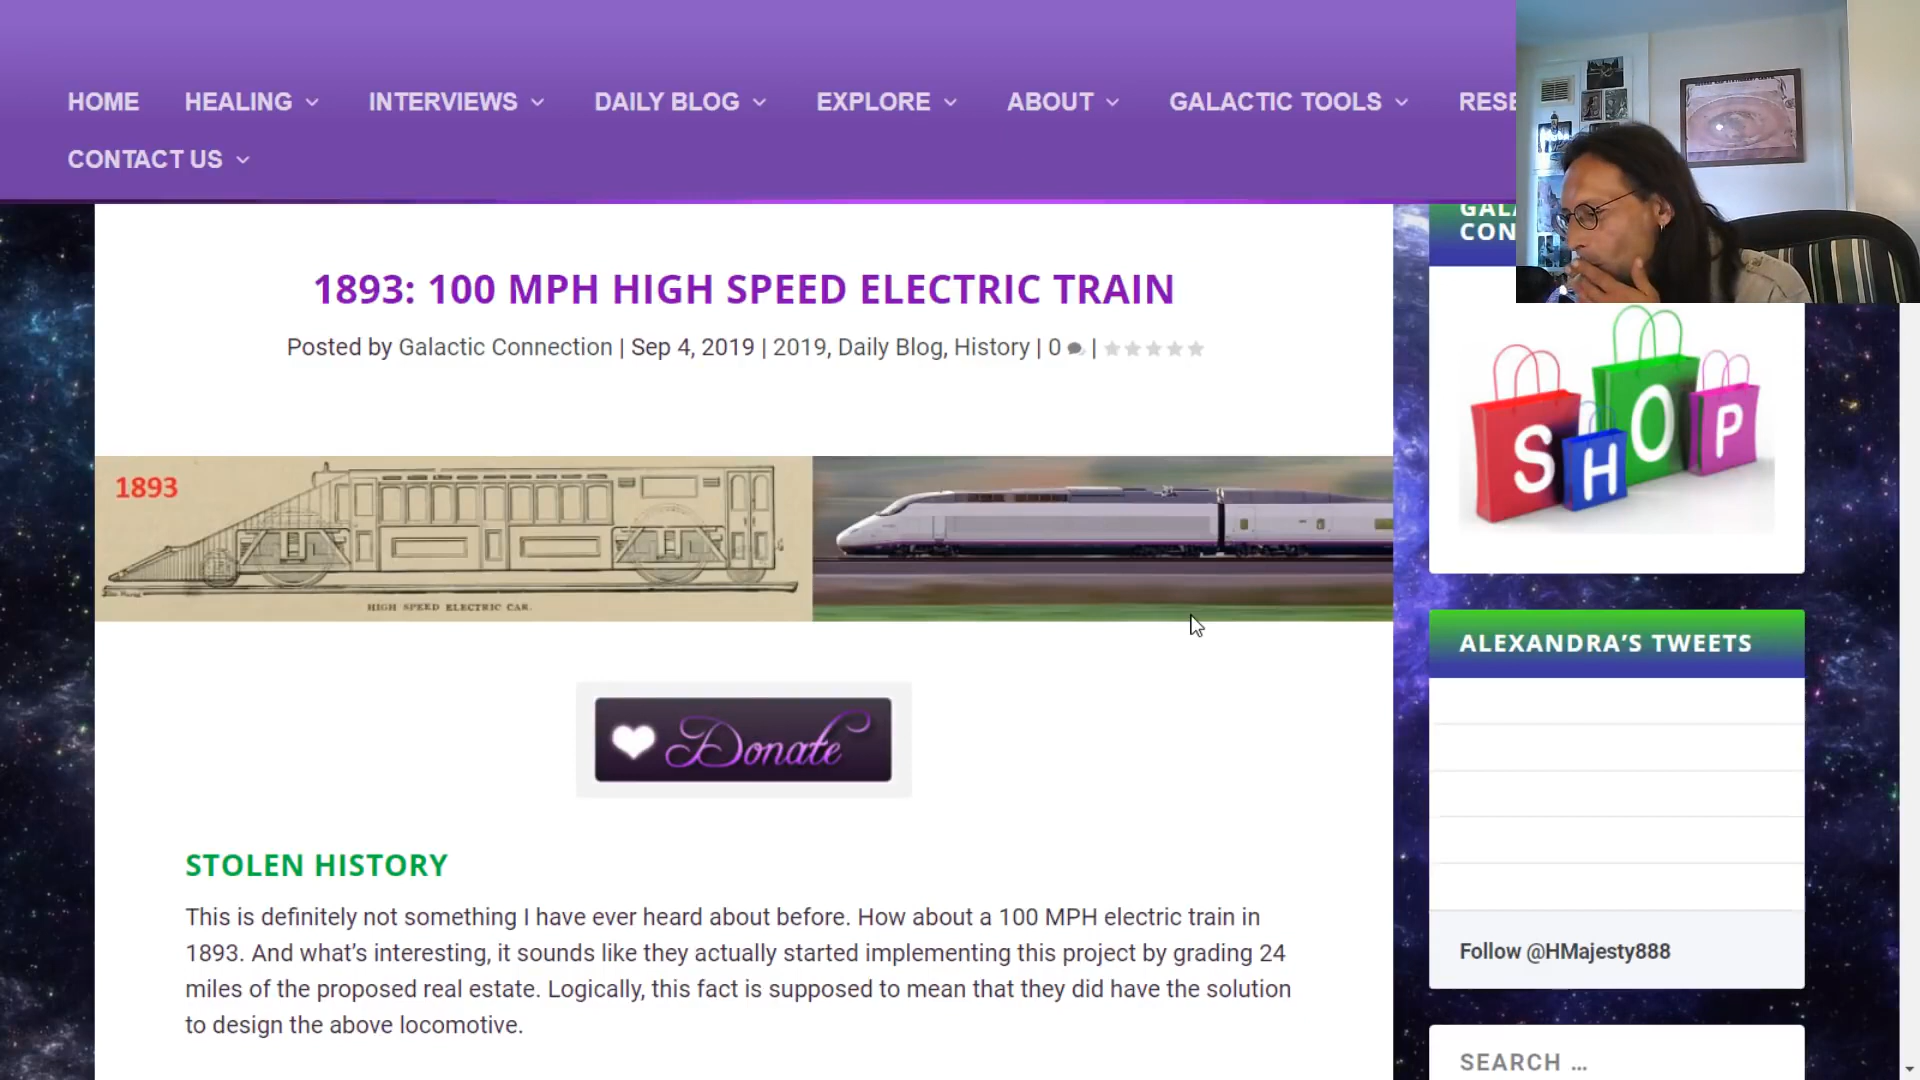 HOME HEALING INTERVIEWS DAILY BLOG EXPLORE ABOUT GALACTIC TOOLS RESE
CONTACT US
GAL
CON
1893: 100 MPH HIGH SPEED ELECTRIC TRAIN
Posted by Galactic Connection | Sep 4, 2019 | 2019, Daily Blog, History | 0 |
1893
HIGH SPEED ELECTRIC CAR.
SHOP
Donate
ALEXANDRA’S TWEETS
STOLEN HISTORY
This is definitely not something I have ever heard about before. How about a 100 MPH electric train in
1893. And what’s interesting, it sounds like they actually started implementing this project by grading 24
miles of the proposed real estate. Logically, this fact is supposed to mean that they did have the solution
to design the above locomotive.
Follow @HMajesty888
SEARCH …